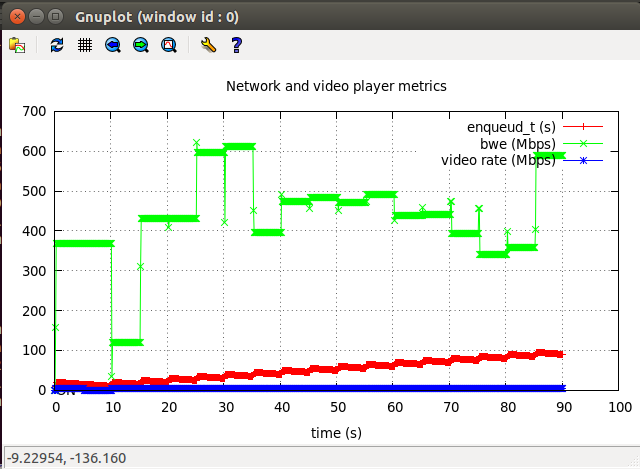 Gnuplot (window id : 0)
?
Network and video player metrics
700
enqueud_t (s)
600
bwe (Mbps)
video rate (Mbps)
500
400
300
200
100
0
ON
0 10 20 30 40 50 60 70 80 90 100
time (s)
-9.22954, -136.160